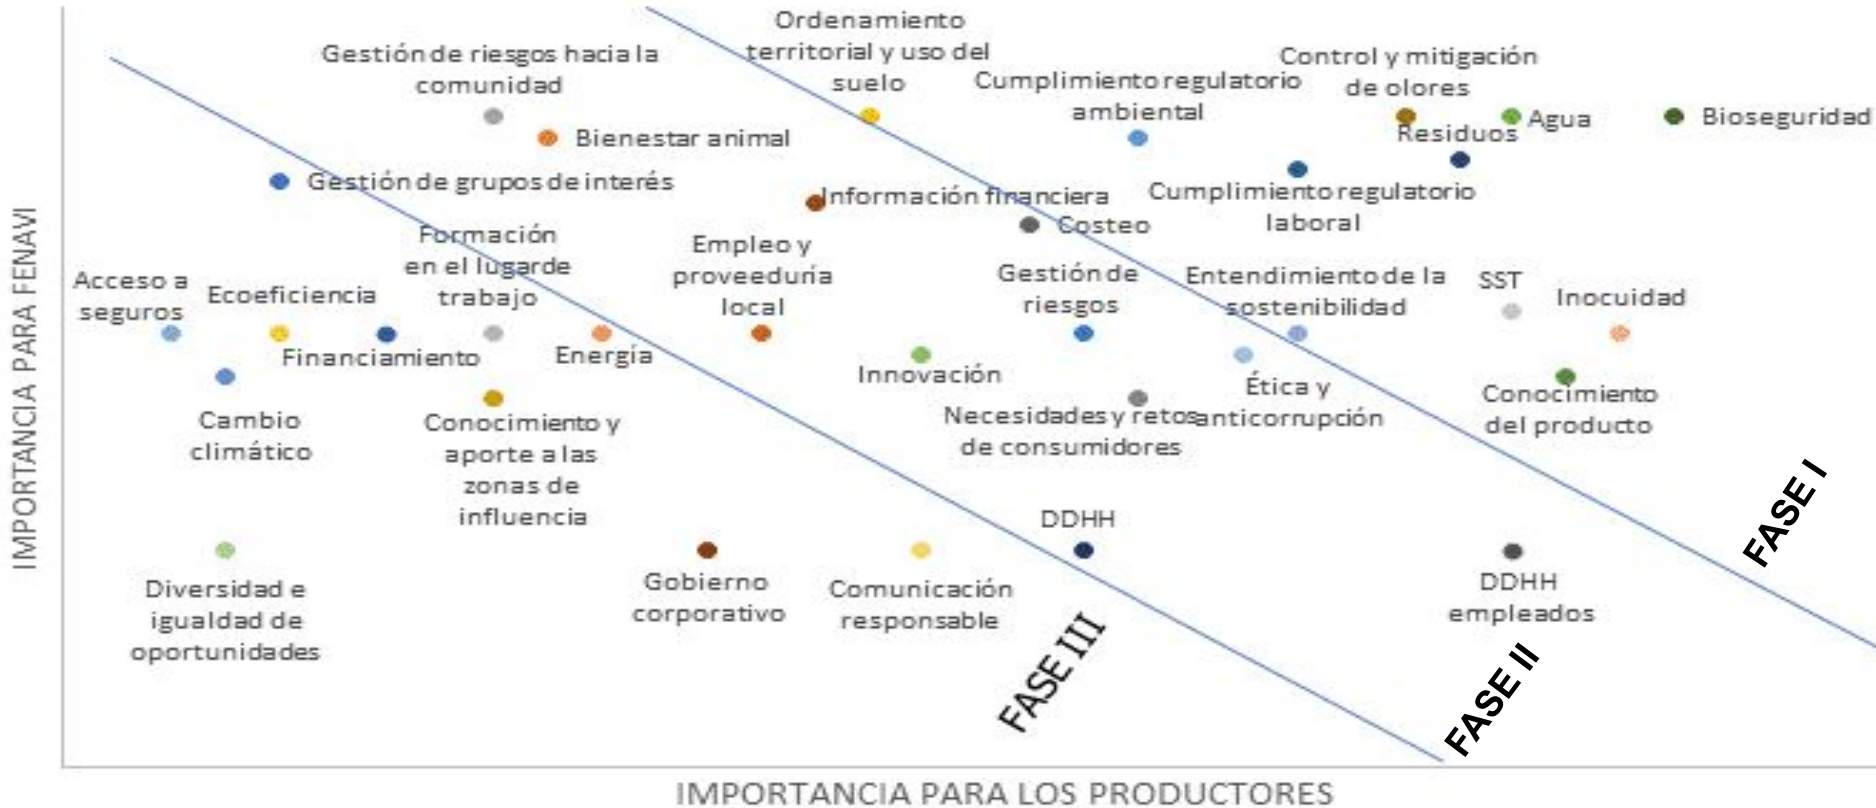 Ordenamiento
territorial y uso del
suelo
Gestión de riesgos hacia la
comunidad
Control y mitigación
de olores
Cumplimiento regulatorio
ambiental
Agua
Bioseguridad
Residuos
Bienestar animal
Gestión de grupos de interés
Información financiera
Cumplimiento regulatorio
laboral
Costeo
Formación
en el lugar de
trabajo
Empleo y
proveeduría
local
Gestión de
riesgos
Entendimiento de la
sostenibilidad
SST
Inocuidad
Acceso a
seguros
Ecoeficiencia
Financiamiento
Energía
Innovación
Ética y
anticorrupción
Necesidades y retos
de consumidores
Conocimiento
del producto
Cambio
climático
Conocimiento y
aporte a las
zonas de
influencia
DDHH
FASE I
Diversidad e
igualdad de
oportunidades
Gobierno
corporativo
Comunicación
responsable
DDHH
empleados
FASE III
FASE II
IMPORTANCIA PARA FENAVI
IMPORTANCIA PARA LOS PRODUCTORES